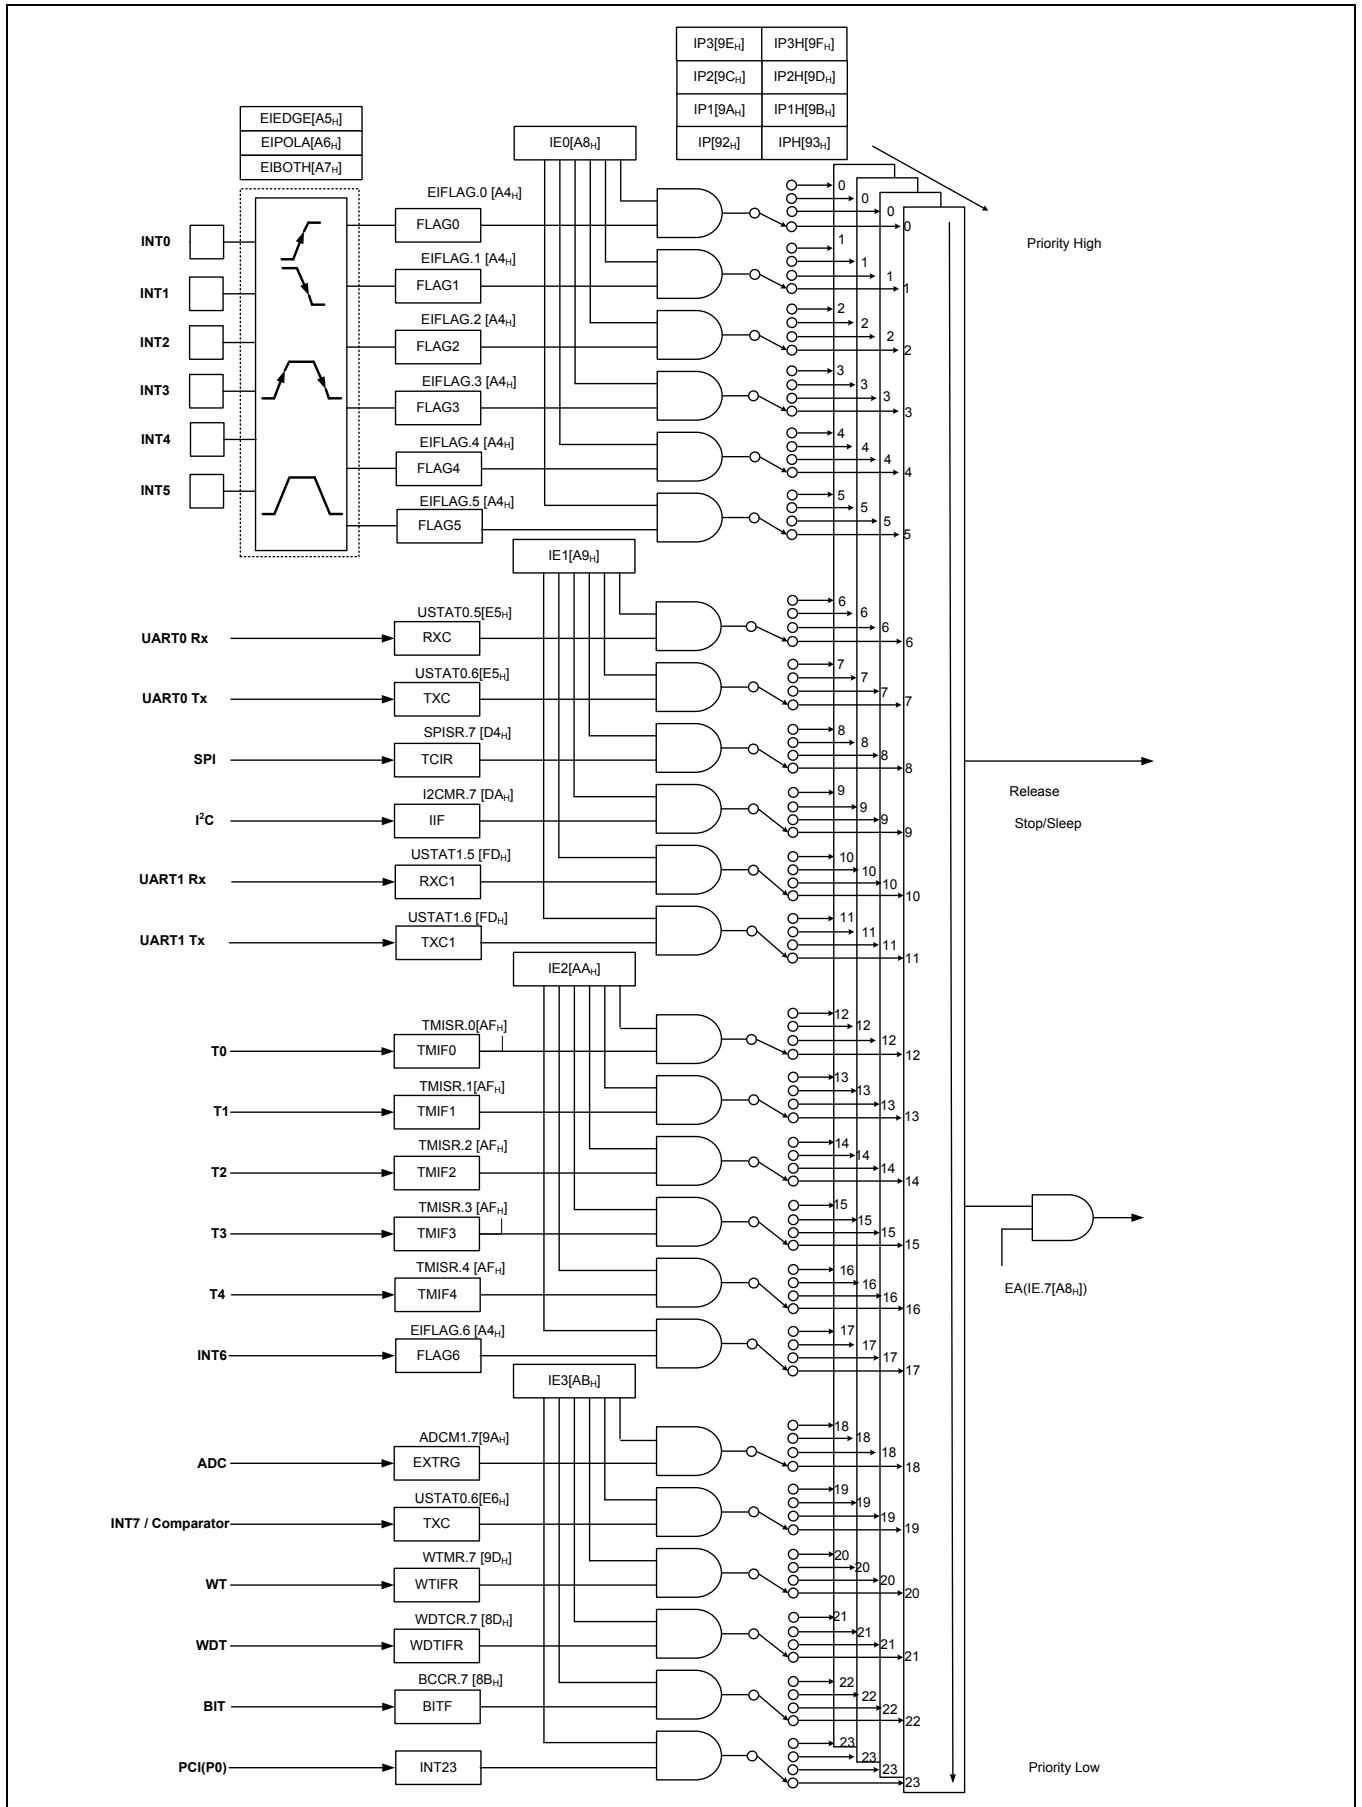 IP3[9EH] IP3H[9FH]
IP2[9CH] IP2H[9DH]
IP1[9AH] IP1H[9BH]
IP[92H] IPH[93H]
EIEDGE[A5H]
EIPOLA[A6H]
EIBOTH[A7H]
IE0[A8H]
Priority High
INT0
INT1
INT2
INT3
INT4
INT5
EIFLAG.0 [A4H]
FLAG0
0 0 0 0
EIFLAG.1 [A4H]
FLAG1
1 1 1 1
EIFLAG.2 [A4H]
FLAG2
2 2 2 2
EIFLAG.3 [A4H]
FLAG3
3 3 3 3
EIFLAG.4 [A4H]
FLAG4
4 4 4 4
EIFLAG.5 [A4H]
FLAG5
5 5 5 5
IE1[A9H]
USTAT0.5[E5H]
UART0 Rx RXC
6 6 6 6
USTAT0.6[E5H]
UART0 Tx TXC
7 7 7 7
SPISR.7 [D4H]
SPI TCIR
8 8 8 8
I2CMR.7 [DAH]
I2C IIF
9 9 9 9
USTAT1.5 [FDH]
UART1 Rx RXC1
10 10 10 10
USTAT1.6 [FDH]
UART1 Tx TXC1
11 11 11 11
Release
Stop/Sleep
IE2[AAH]
TMISR.0[AFH]
T0 TMIF0
12 12 12 12
TMISR.1[AFH]
T1 TMIF1
13 13 13 13
TMISR.2 [AFH]
T2 TMIF2
14 14 14 14
TMISR.3 [AFH]
T3 TMIF3
15 15 15 15
TMISR.4 [AFH]
T4 TMIF4
16 16 16 16
EIFLAG.6 [A4H]
INT6 FLAG6
17 17 17 17
EA(IE.7[A8H])
IE3[ABH]
ADCM1.7[9AH]
ADC EXTRG
18 18 18 18
USTAT0.6[E6H]
INT7 / Comparator TXC
19 19 19 19
WTMR.7 [9DH]
WT WTIFR
20 20 20 20
WDTCR.7 [8DH]
WDT WDTIFR
21 21 21 21
BCCR.7 [8BH]
BIT BITF
22 22 22 22
PCI(P0) INT23
23 23 23 23
Priority Low